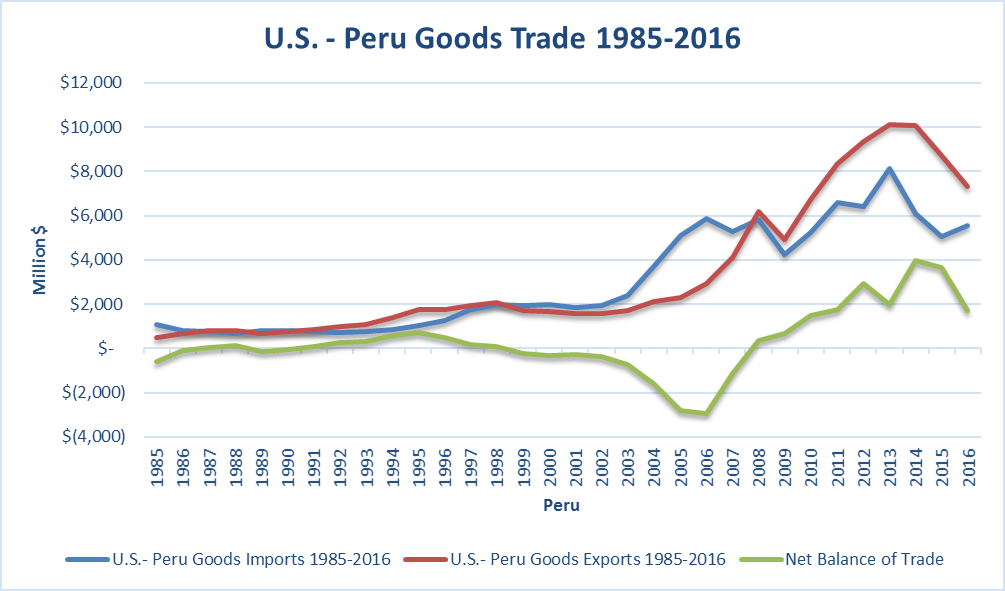 U.S. - Peru Goods Trade 1985-2016
$12,000
$10,000
$8,000
$6,000
$4,000
$2,000
$-
$(2,000)
$(4,000)
Million $
1985 1986 1987 1988 1989 1990 1991 1992 1993 1994 1995 1996 1997 1998 1999 2000 2001 2002 2003 2004 2005 2006 2007 2008 2009 2010 2011 2012 2013 2014 2015 2016
Peru
U.S.- Peru Goods Imports 1985-2016 U.S.- Peru Goods Exports 1985-2016 Net Balance of Trade